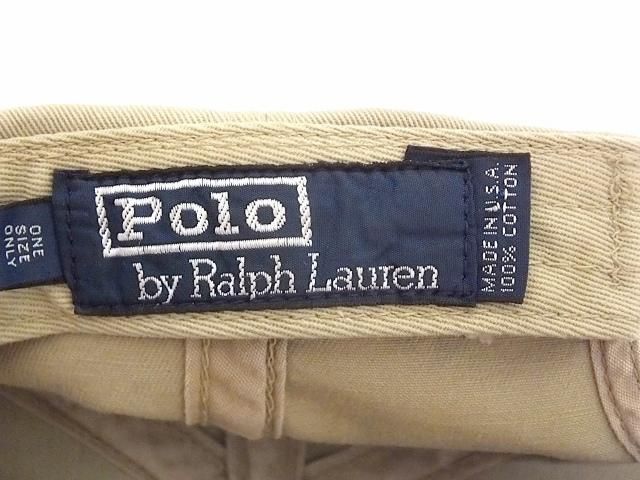 Polo
by Ralph Lauren
MADE IN U.S.A.
100% COTTON
ONE
SIZE
ONLY